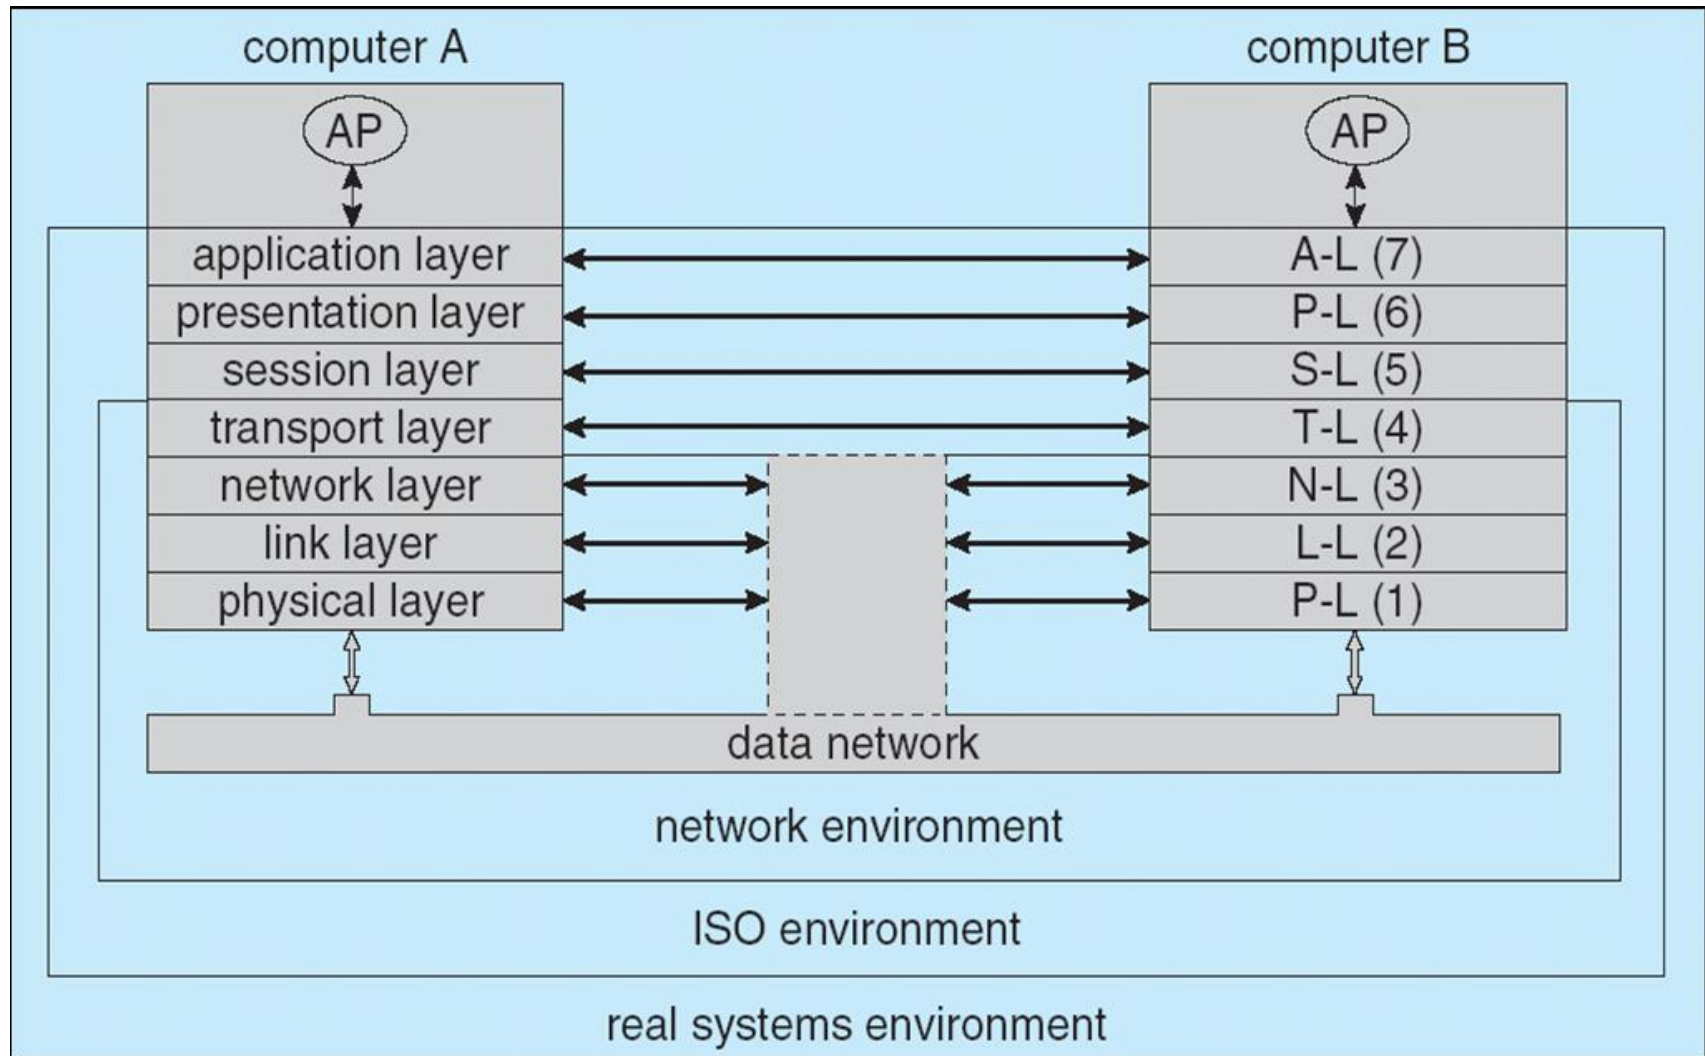 computer A
computer B
AP
AP
application layer
A-L (7)
presentation layer
P-L (6)
session layer
S-L (5)
transport layer
T-L (4)
network layer
N-L (3)
link layer
L-L (2)
physical layer
P-L (1)
data network
network environment
ISO environment
real systems environment